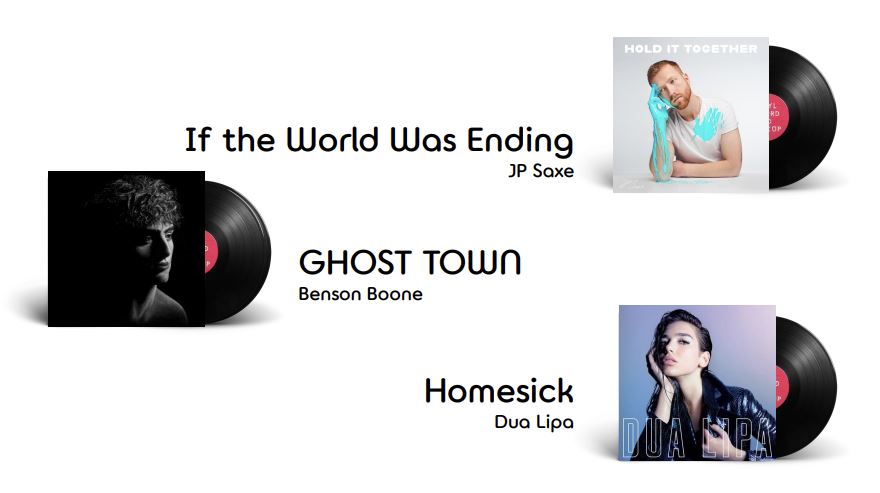 HOLD IT TOGETHER
If the World Was Ending
JP Saxe
GHOST TOWN
Benson Boone
Homesick
Dua Lipa
DUA LIPA